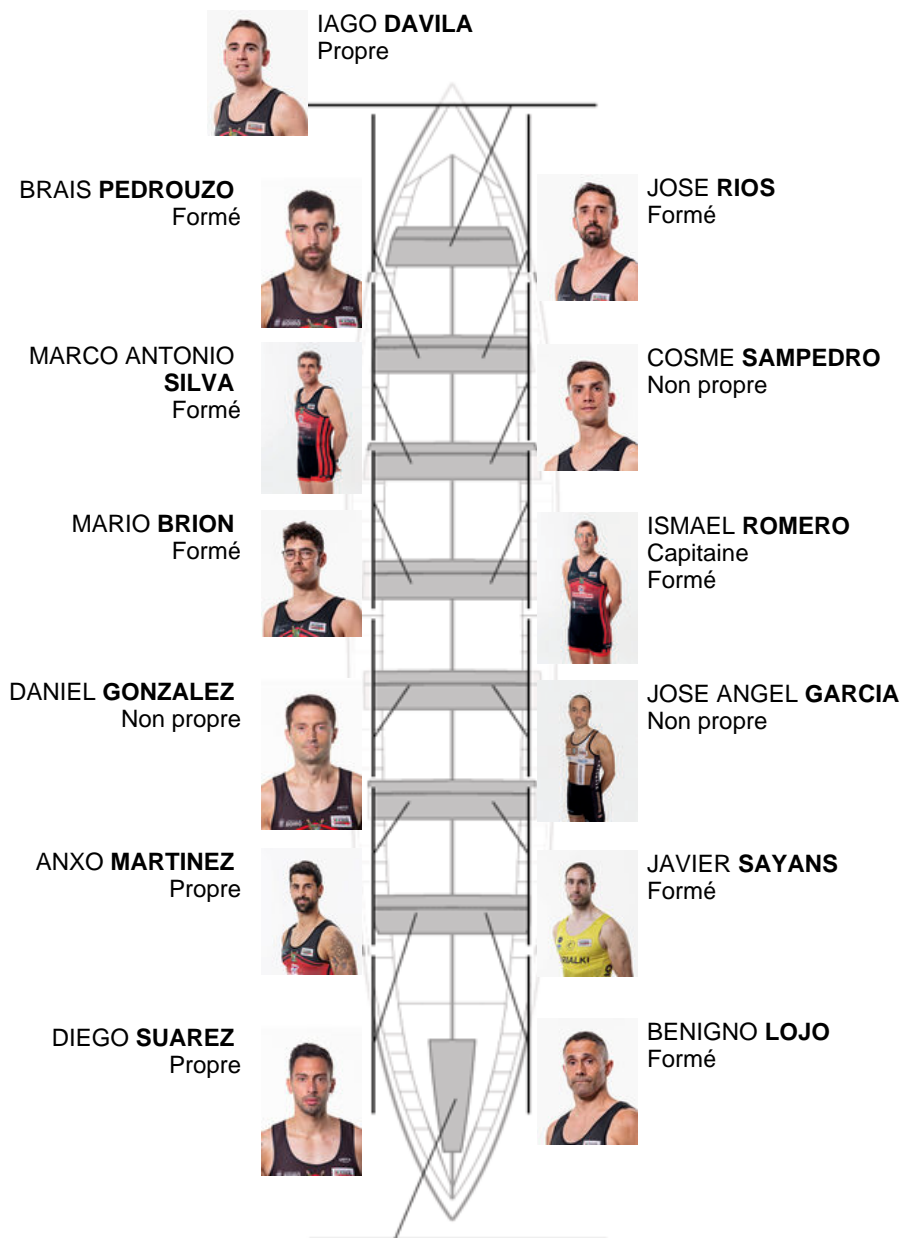 IAGO DAVILA
Propre
BRAIS PEDROUZO
Formé
JOSE RIOS
Formé
MARCO ANTONIO
SILVA
Formé
COSME SAMPEDRO
Non propre
MARIO BRION
Formé
ISMAEL ROMERO
Capitaine
Formé
DANIEL GONZALEZ
Non propre
JOSE ANGEL GARCIA
Non propre
ANXO MARTINEZ
Propre
JAVIER SAYANS
Formé
DIEGO SUAREZ
Propre
BENIGNO LOJO
Formé